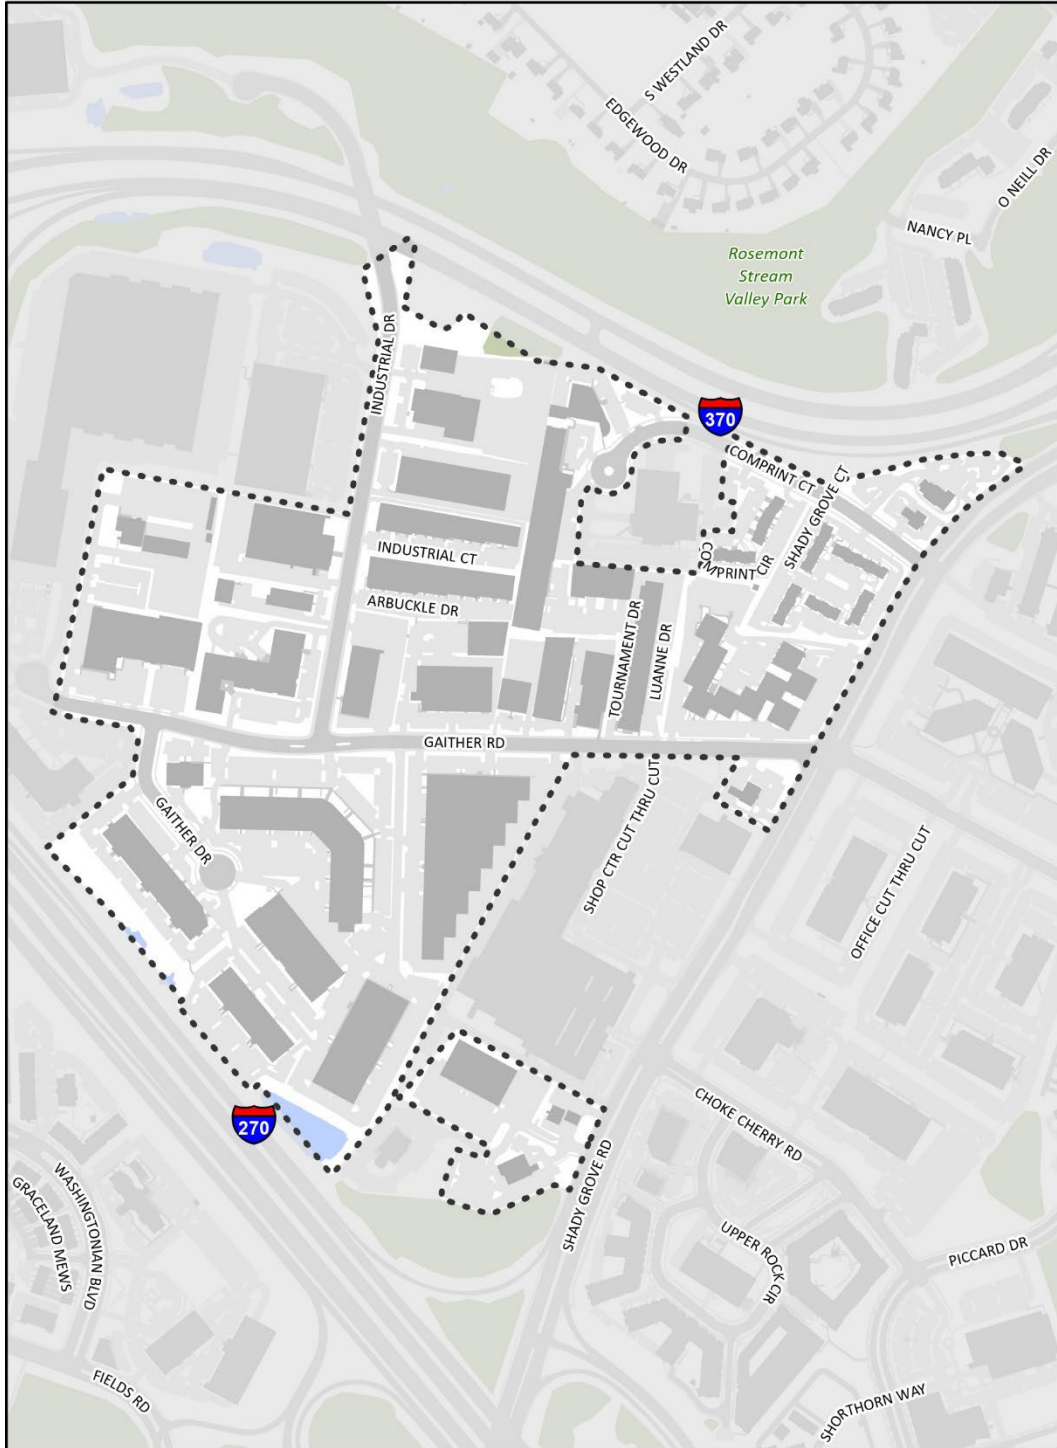 S WESTLAND DR
EDGEWOOD DR
O NEILL DR
NANCY PL
Rosemont
Stream
Valley Park
INDUSTRIAL DR
370
COMPRINT CT
SHADY GROVE CT
INDUSTRIAL CT
COMPRINT CIR
ARBUCKLE DR
TOURNAMENT DR
LUANNE DR
GAITHER RD
GAITHER DR
SHOP CTR CUT THRU CUT
OFFICE CUT THRU CUT
270
CHOKE CHERRY RD
SHADY GROVE RD
WASHINGTONIAN BLVD
GRACELAND MEWS
UPPER ROCK CIR
PICCARD DR
FIELDS RD
SHORTHORN WAY